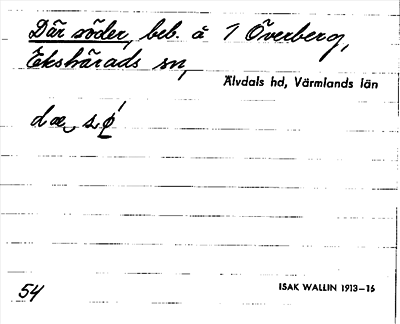 Där söder, beb. å 1 Överberg,
Ekshärads sn,
Älvdals hd, Värmlands län
54
ISAK WALLIN 1913–16